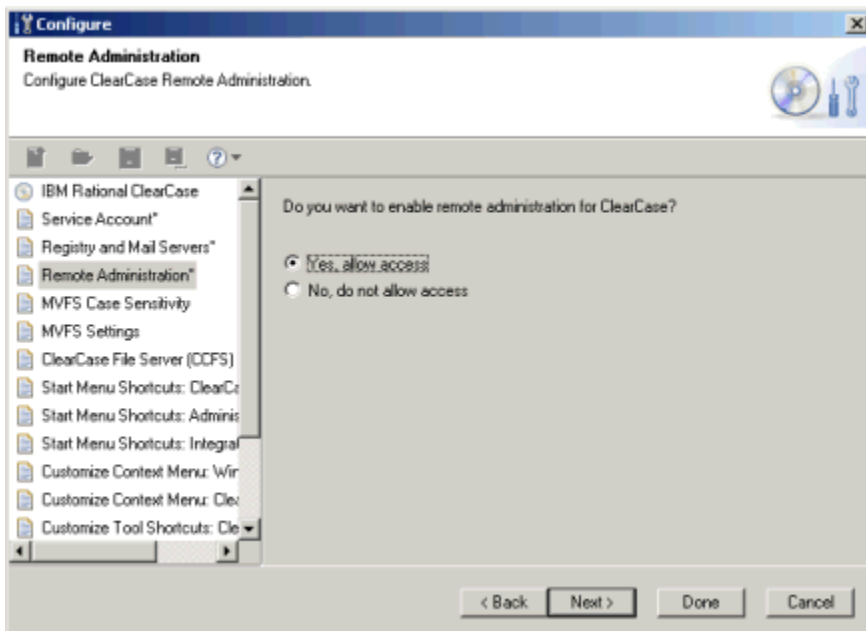 Configure
Remote Administration
Configure ClearCase Remote Administration.
IBM Rational ClearCase
Service Account*
Registry and Mail Servers*
Remote Administration*
MVFS Case Sensitivity
MVFS Settings
ClearCase File Server (CCFS)
Start Menu Shortcuts: ClearCa
Start Menu Shortcuts: Adminis
Start Menu Shortcuts: Integrat
Customize Context Menu: Win
Customize Context Menu: Clea
Customize Tool Shortcuts: Cle
Do you want to enable remote administration for ClearCase?
Yes, allow access
No, do not allow access
< Back Next > Done Cancel